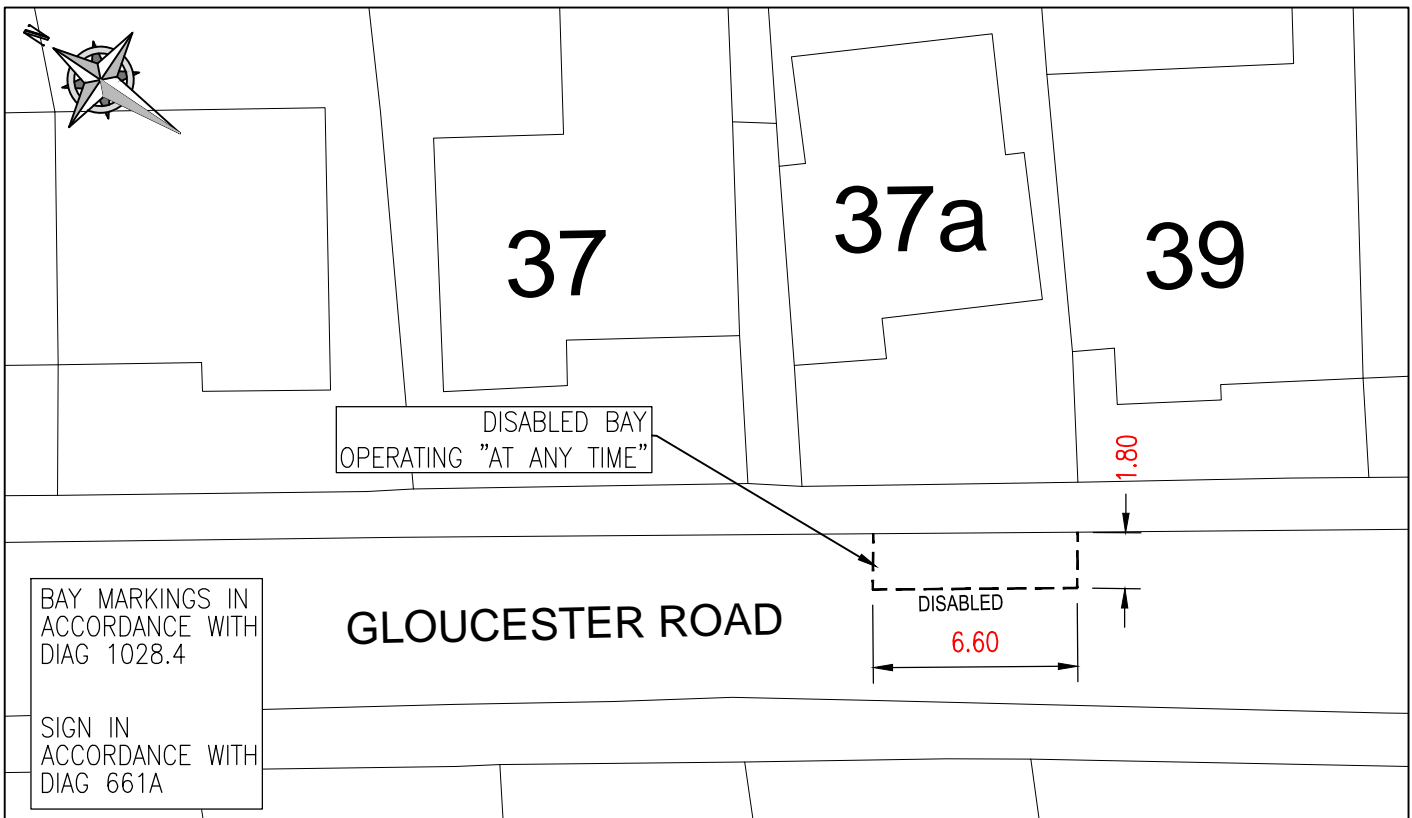 N
37
37a
39
DISABLED BAY
OPERATING "AT ANY TIME"
1.80
BAY MARKINGS IN
ACCORDANCE WITH
DIAG 1028.4
SIGN IN
ACCORDANCE WITH
DIAG 661A
GLOUCESTER ROAD
DISABLED
6.60